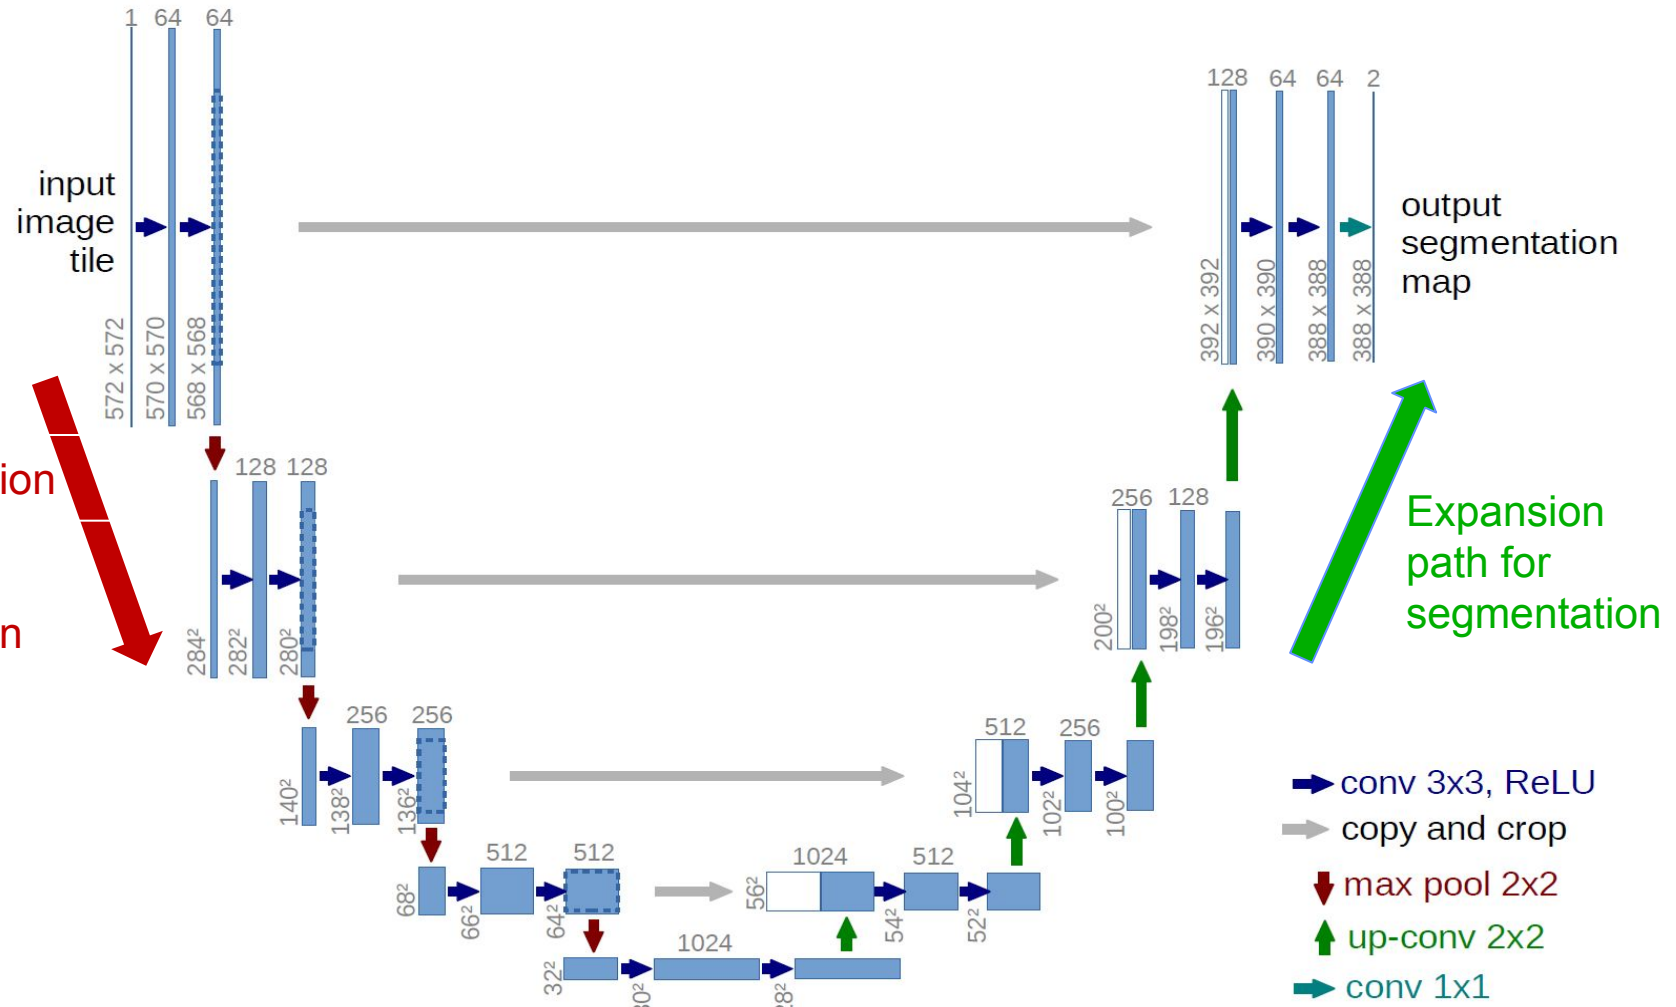 1 64 64
input
image
tile
572 x 572
570 x 570
568 x 568
128 64 64 2
392 x 392
390 x 390
388 x 388
388 x 388
output
segmentation
map
128 128
284²
282²
280²
256 128
200²
198²
196²
Expansion
path for
segmentation
256 256
140²
138²
136²
512 256
104²
102²
100²
512 512
68²
66²
64²
1024 512
56²
54²
52²
1024
32²
conv 3x3, ReLU
copy and crop
max pool 2x2
up-conv 2x2
conv 1x1